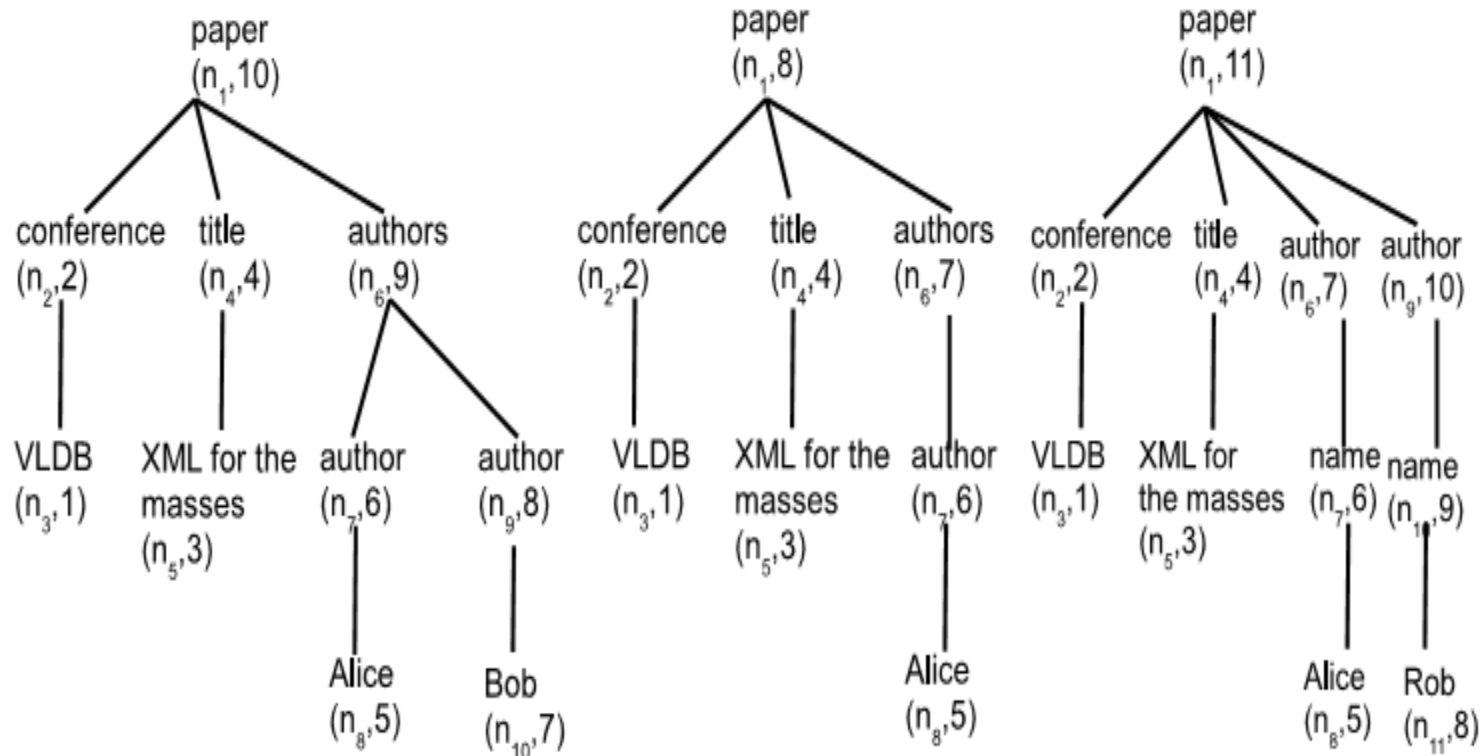 paper
(n₁,10)
conference
(n₂,2)
title
(n₄,4)
authors
(n₆,9)
VLDB
(n₃,1)
XML for the
masses
(n₅,3)
author
(n₇,6)
author
(n₉,8)
Alice
(n₈,5)
Bob
(n₁₀,7)
paper
(n₁,8)
conference
(n₂,2)
title
(n₄,4)
authors
(n₆,7)
VLDB
(n₃,1)
XML for the
masses
(n₅,3)
author
(n₇,6)
Alice
(n₈,5)
paper
(n₁,11)
conference
(n₂,2)
title
(n₄,4)
author
(n₆,7)
author
(n₉,10)
VLDB
(n₃,1)
XML for
the masses
(n₅,3)
name
(n₇,6)
name
(n₁₀,9)
Alice
(n₈,5)
Rob
(n₁₁,8)